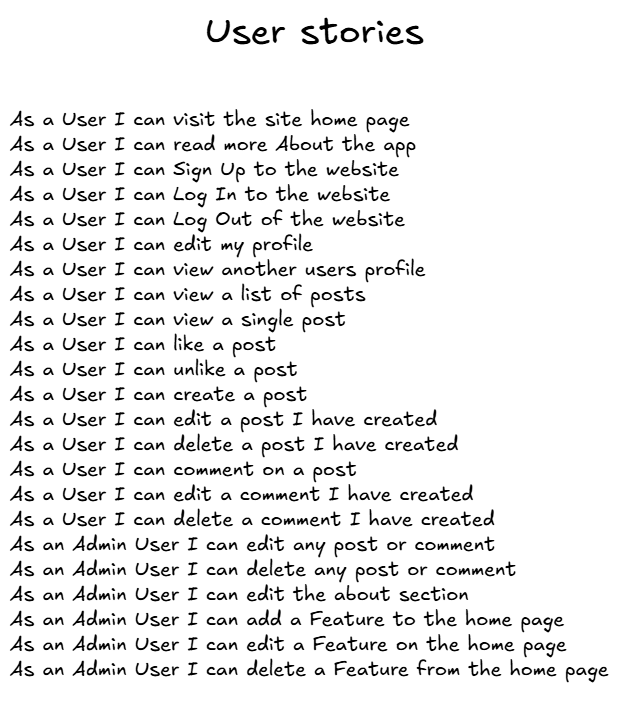 User stories
As a User I can visit the site home page
As a User I can read more About the app
As a User I can Sign Up to the website
As a User I can Log In to the website
As a User I can Log Out of the website
As a User I can edit my profile
As a User I can view another users profile
As a User I can view a list of posts
As a User I can view a single post
As a User I can like a post
As a User I can unlike a post
As a User I can create a post
As a User I can edit a post I have created
As a User I can delete a post I have created
As a User I can comment on a post
As a User I can edit a comment I have created
As a User I can delete a comment I have created
As an Admin User I can edit any post or comment
As an Admin User I can delete any post or comment
As an Admin User I can edit the about section
As an Admin User I can add a Feature to the home page
As an Admin User I can edit a Feature on the home page
As an Admin User I can delete a Feature from the home page